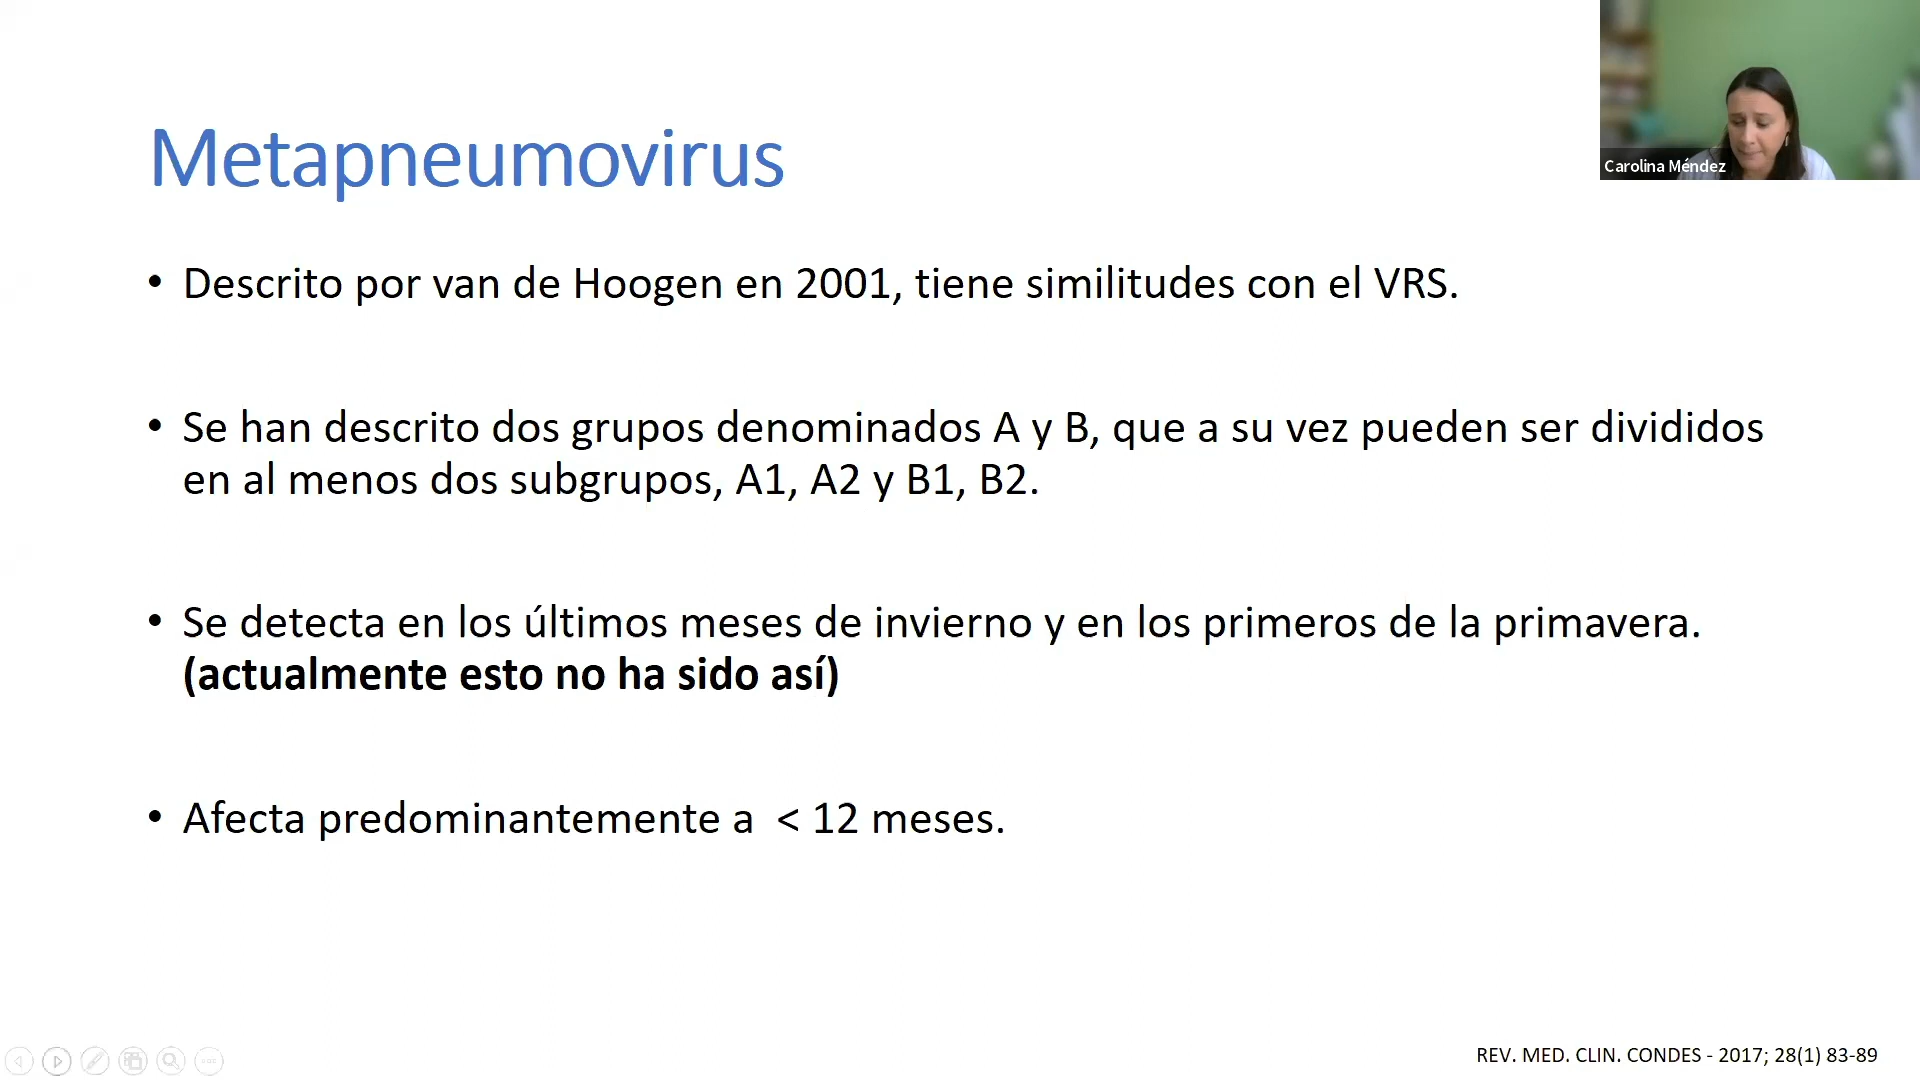 Metapneumovirus
Carolina Méndez
• Descrito por van de Hoogen en 2001, tiene similitudes con el VRS.
• Se han descrito dos grupos denominados A y B, que a su vez pueden ser divididos
en al menos dos subgrupos, A1, A2 y B1, B2.
• Se detecta en los últimos meses de invierno y en los primeros de la primavera.
(actualmente esto no ha sido así)
• Afecta predominantemente a < 12 meses.
REV. MED. CLIN. CONDES - 2017; 28(1) 83-89